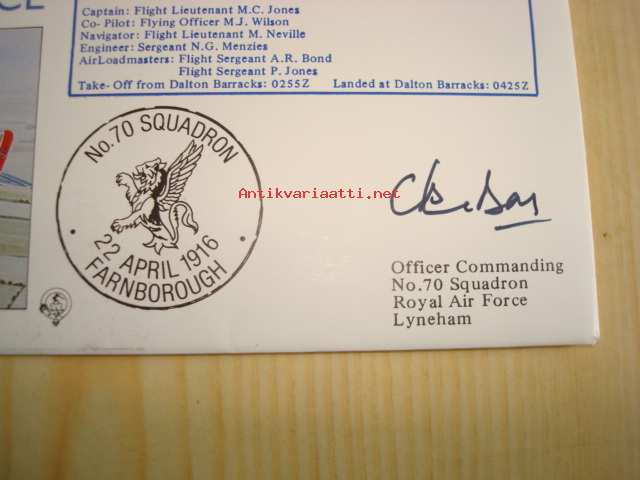 Captain: Flight Lieutenant M.C. Jones
Co-Pilot: Flying Officer M.J. Wilson
Navigator: Flight Lieutenant M. Neville
Engineer: Sergeant N.G. Menzies
AirLoadmasters: Flight Sergeant A.R. Bond
Flight Sergeant P. Jones
Take-Off from Dalton Barracks: 0255Z Landed at Dalton Barracks: 0425Z
No.70 SQUADRON
22 APRIL 1916
FARNBOROUGH
Antikvariaatti.net
Officer Commanding
No.70 Squadron
Royal Air Force
Lyneham